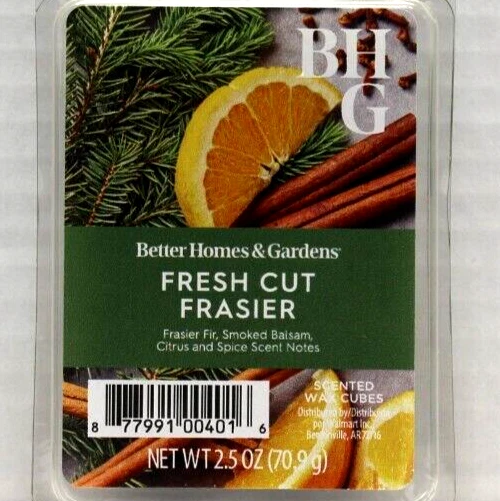 BH
G
Better Homes & Gardens
FRESH CUT
FRASIER
Frasier Fir, Smoked Balsam,
Citrus and Spice Scent Notes
SCENTED
WAX CUBES
Distributed by/Distribué
par Walmart Inc.,
Bentonville, AR 72716
8 77991 00401 6
NET WT 2.5 OZ (70,9 g)